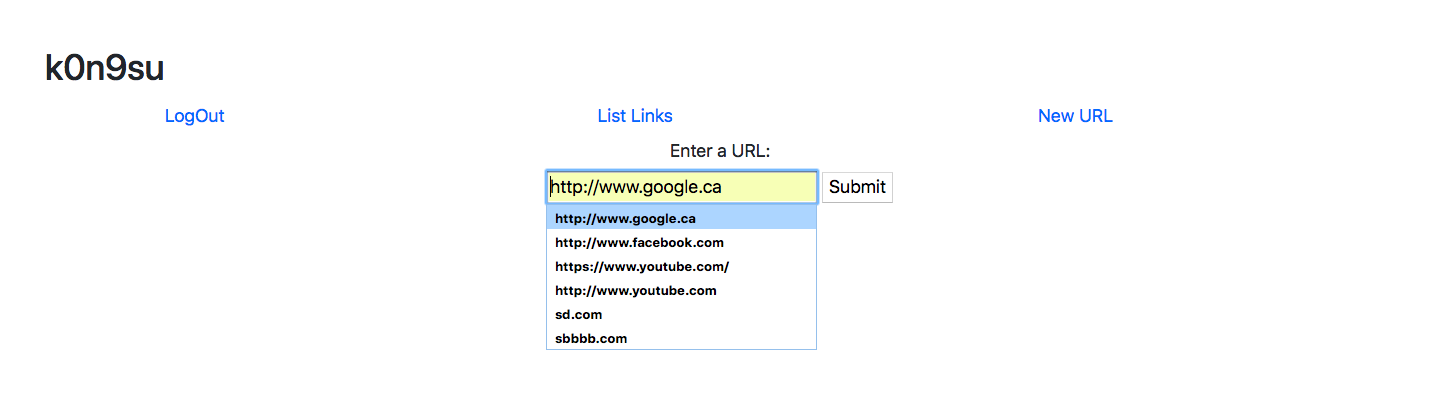 k0n9su
LogOut List Links New URL
Enter a URL:
http://www.google.ca Submit
http://www.google.ca
http://www.facebook.com
https://www.youtube.com/
http://www.youtube.com
sd.com
sbbbb.com